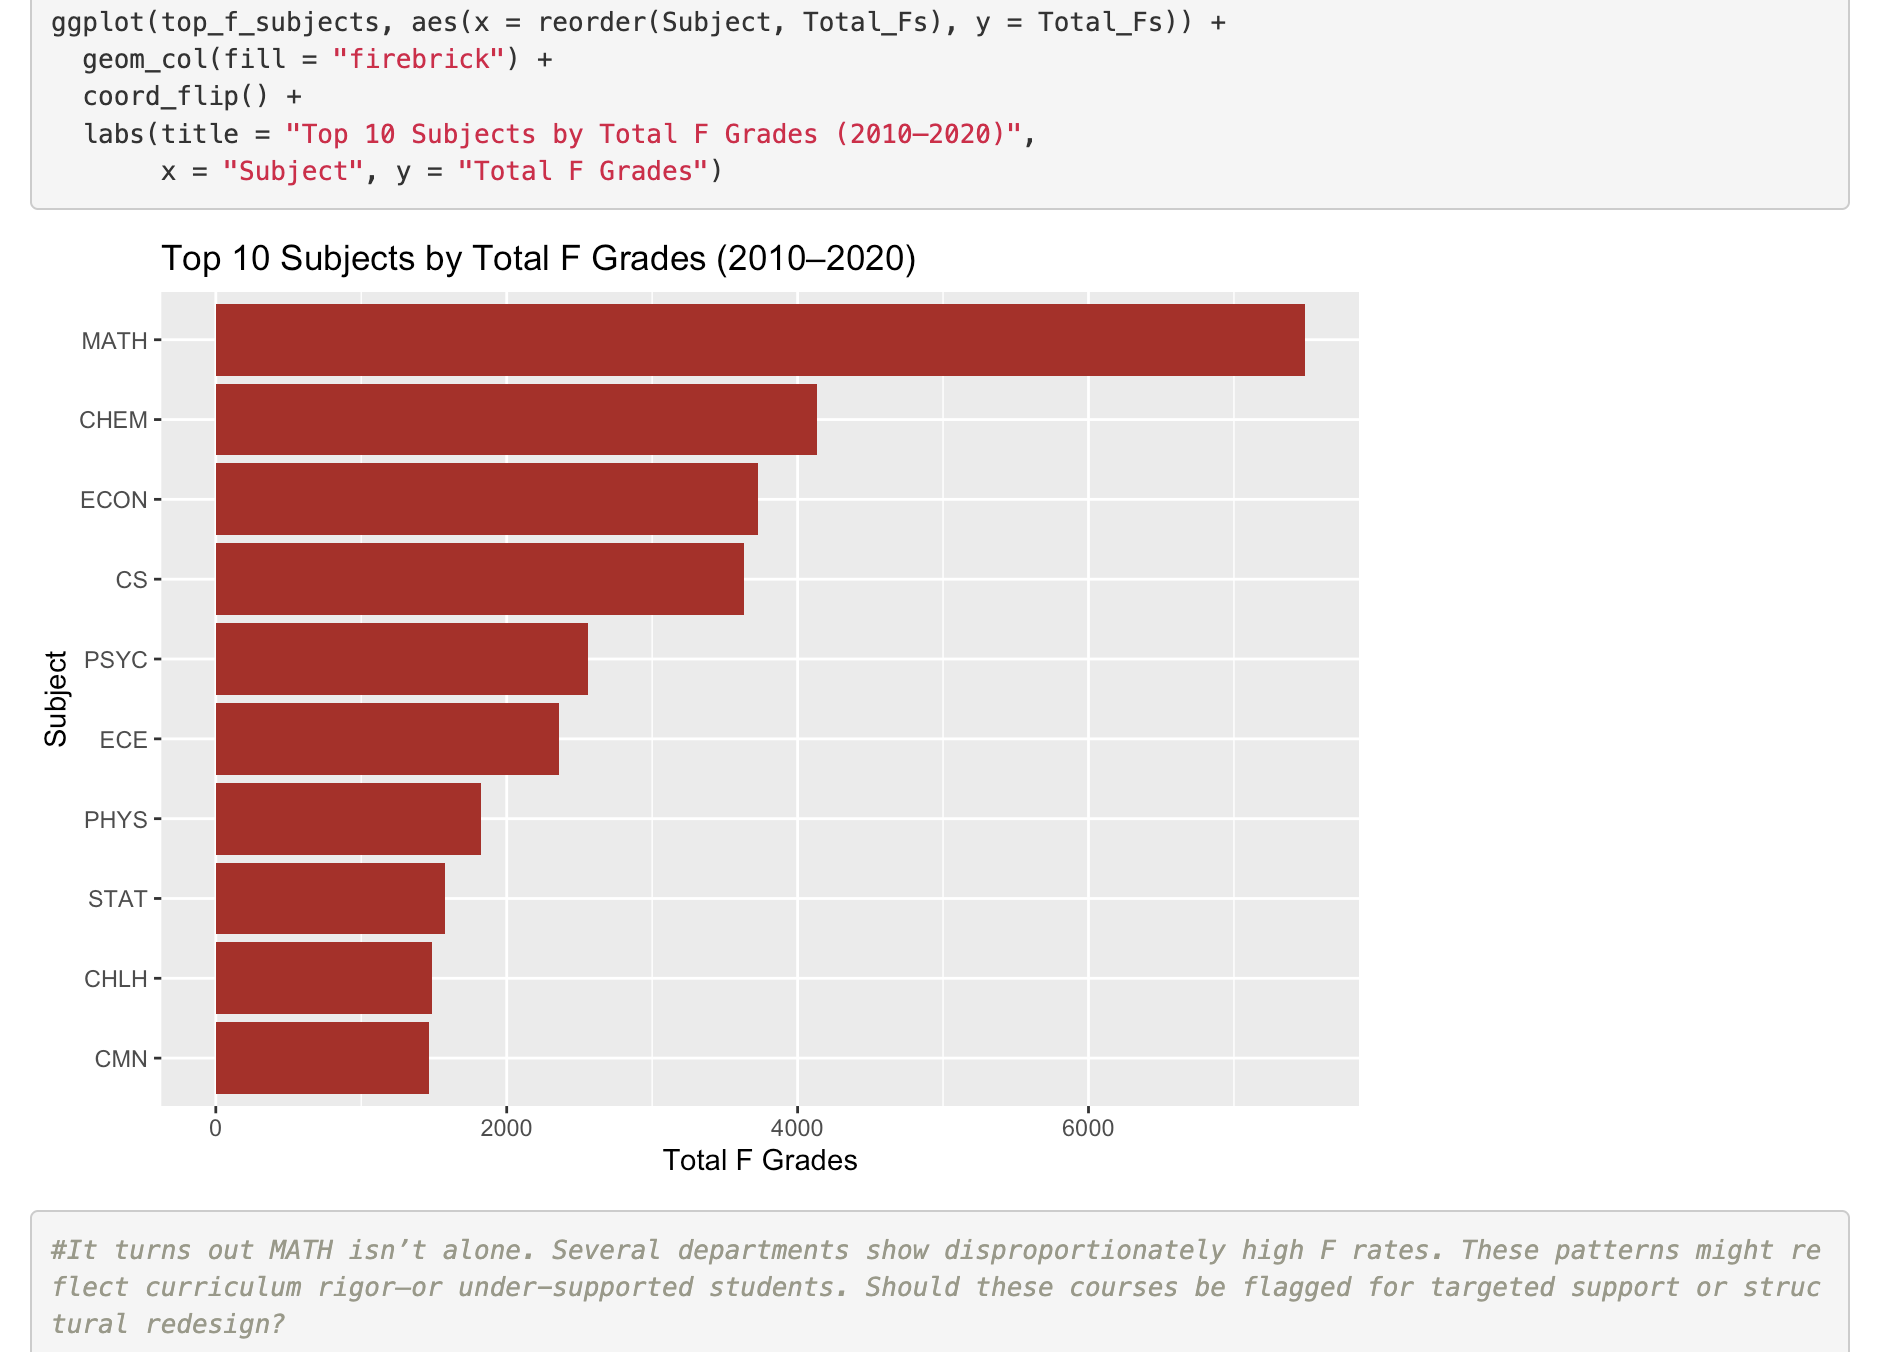 ggplot(top_f_subjects, aes(x = reorder(Subject, Total_Fs), y = Total_Fs)) +
  geom_col(fill = "firebrick") +
  coord_flip() +
  labs(title = "Top 10 Subjects by Total F Grades (2010–2020)",
       x = "Subject", y = "Total F Grades")
Top 10 Subjects by Total F Grades (2010–2020)
MATH
CHEM
ECON
CS
PSYC
ECE
PHYS
STAT
CHLH
CMN
Subject
0 2000 4000 6000
Total F Grades
#It turns out MATH isn’t alone. Several departments show disproportionately high F rates. These patterns might re
flect curriculum rigor—or under-supported students. Should these courses be flagged for targeted support or struc
tural redesign?